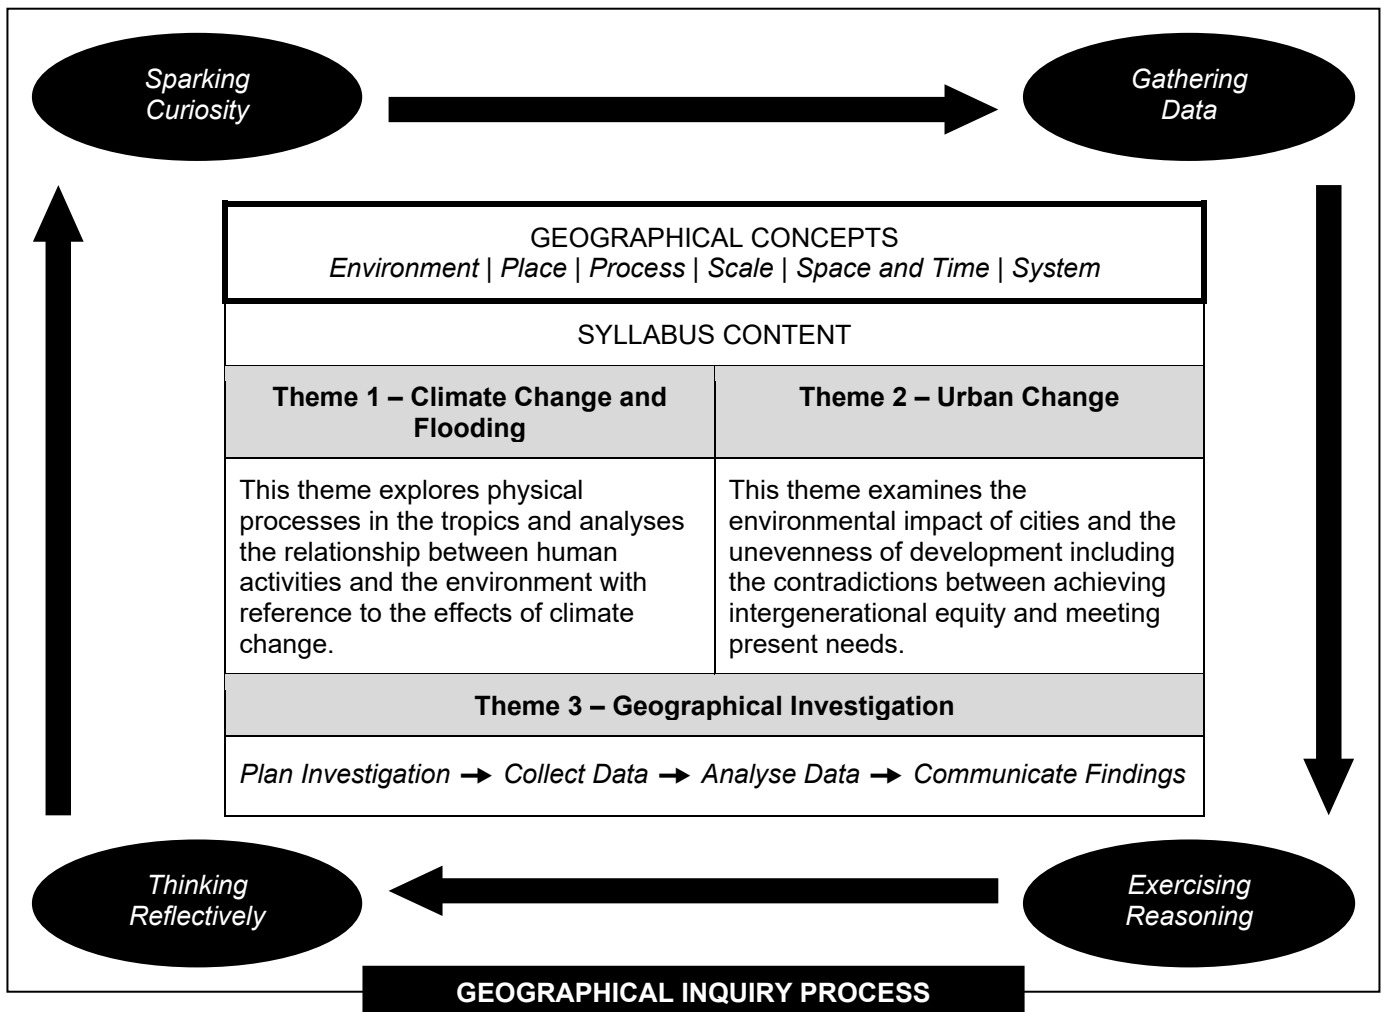 Sparking
Curiosity
Gathering
Data
GEOGRAPHICAL CONCEPTS
Environment | Place | Process | Scale | Space and Time | System
SYLLABUS CONTENT
Theme 1 – Climate Change and
Flooding
Theme 2 – Urban Change
This theme explores physical
processes in the tropics and analyses
the relationship between human
activities and the environment with
reference to the effects of climate
change.
This theme examines the
environmental impact of cities and the
unevenness of development including
the contradictions between achieving
intergenerational equity and meeting
present needs.
Theme 3 – Geographical Investigation
Plan Investigation → Collect Data → Analyse Data → Communicate Findings
Thinking
Reflectively
Exercising
Reasoning
GEOGRAPHICAL INQUIRY PROCESS